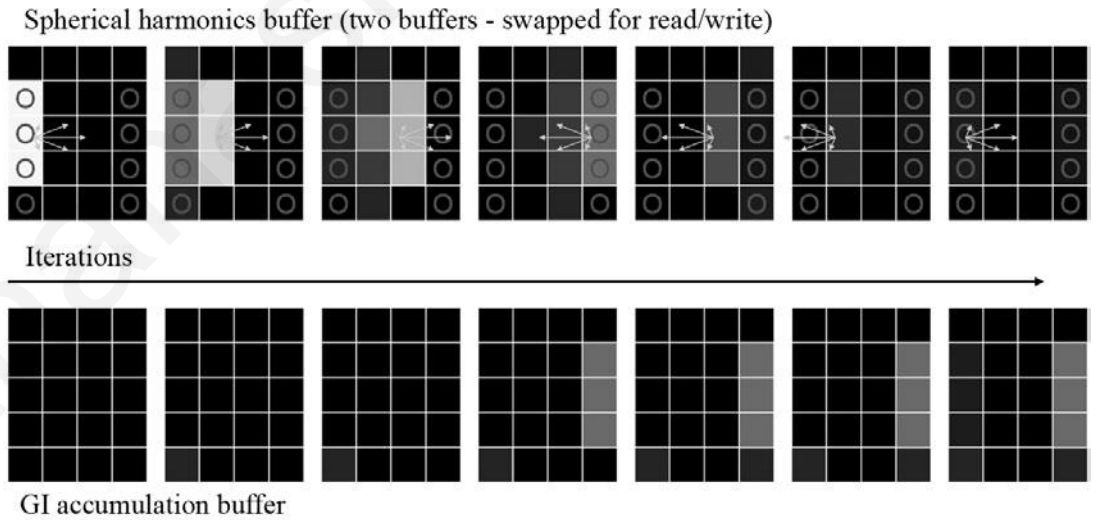 Spherical harmonics buffer (two buffers - swapped for read/write)
Iterations
GI accumulation buffer